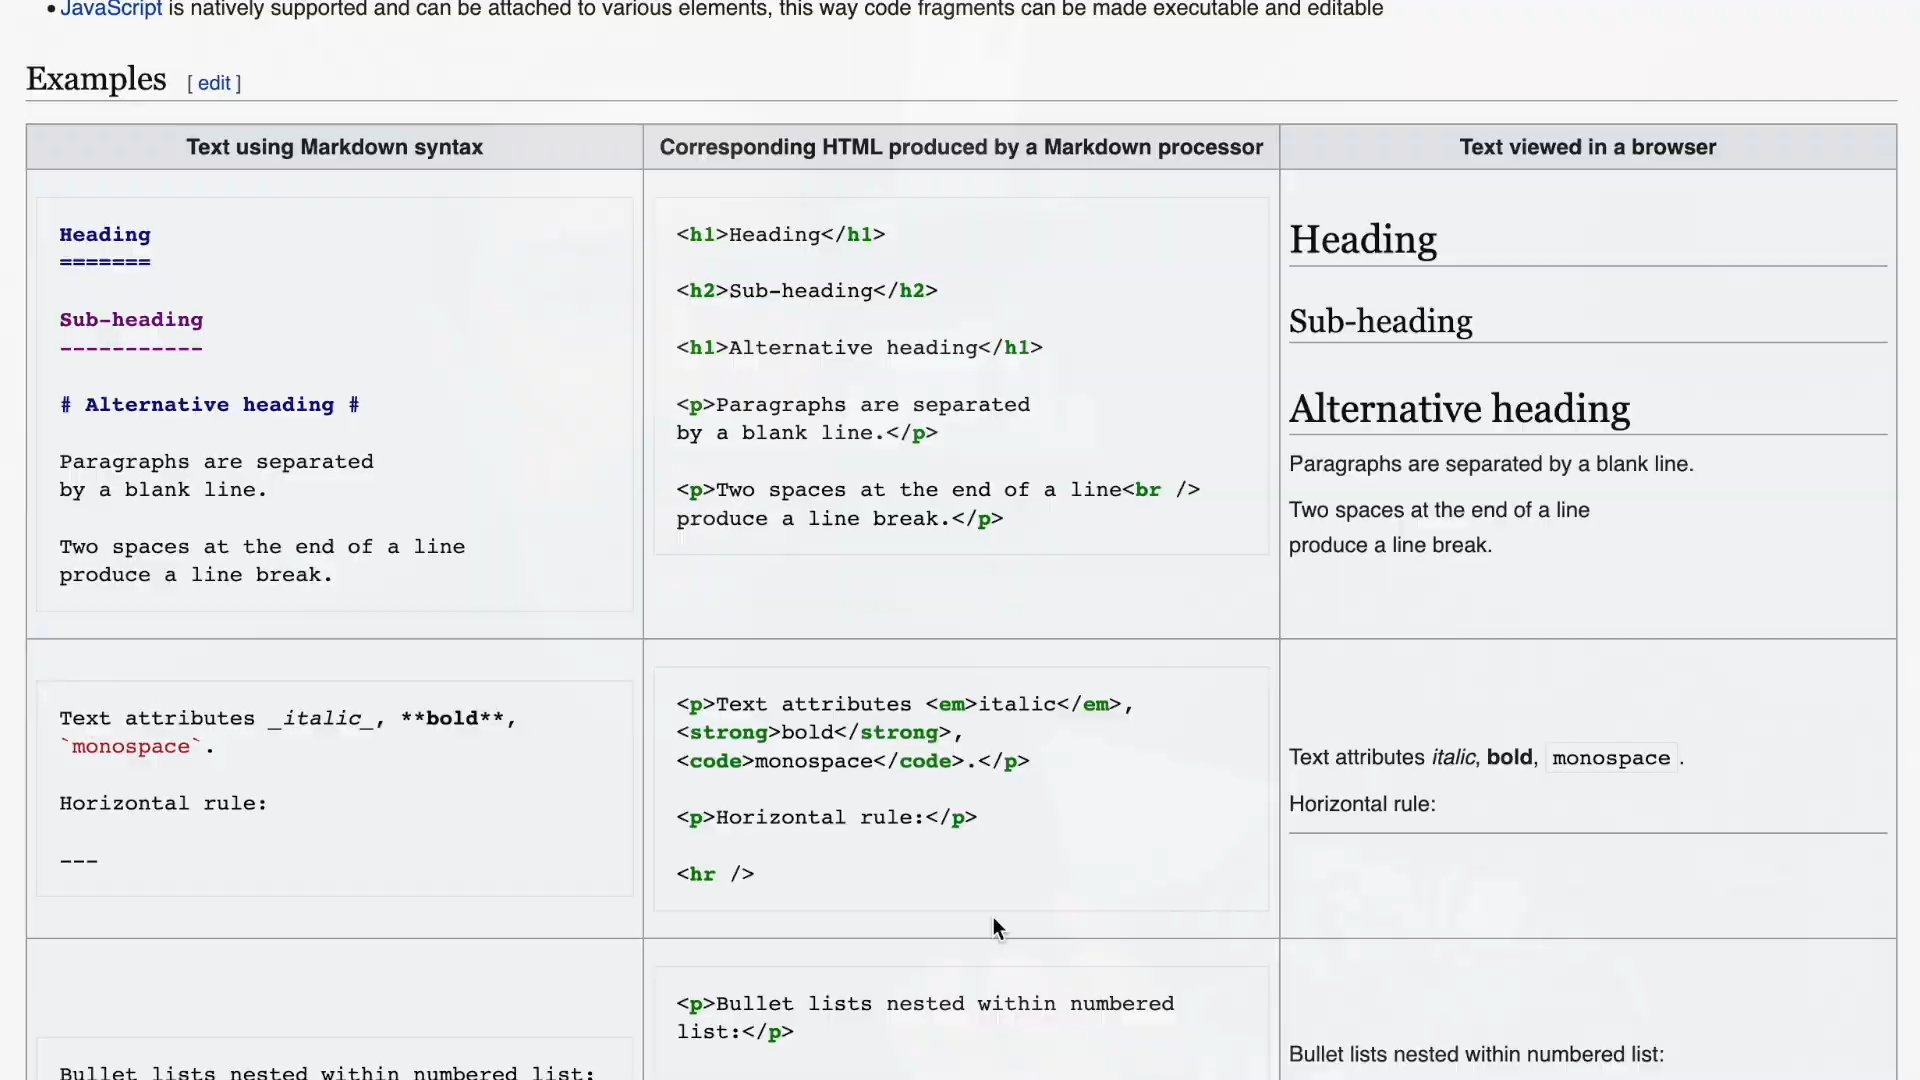 • JavaScript is natively supported and can be attached to various elements, this way code fragments can be made executable and editable
Examples [ edit ]
Text using Markdown syntax
Corresponding HTML produced by a Markdown processor
Text viewed in a browser
Heading
=======
Sub-heading
-----------
# Alternative heading #
Paragraphs are separated
by a blank line.
Two spaces at the end of a line
produce a line break.
<h1>Heading</h1>
<h2>Sub-heading</h2>
<h1>Alternative heading</h1>
<p>Paragraphs are separated
by a blank line.</p>
<p>Two spaces at the end of a line<br />
produce a line break.</p>
Heading
Sub-heading
Alternative heading
Paragraphs are separated by a blank line.
Two spaces at the end of a line
produce a line break.
Text attributes _italic_, **bold**,
`monospace`.
Horizontal rule:
---
<p>Text attributes <em>italic</em>,
<strong>bold</strong>,
<code>monospace</code>.</p>
<p>Horizontal rule:</p>
<hr />
Text attributes italic, bold, monospace.
Horizontal rule:
Bullet lists nested within numbered list:
<p>Bullet lists nested within numbered
list:</p>
Bullet lists nested within numbered list: